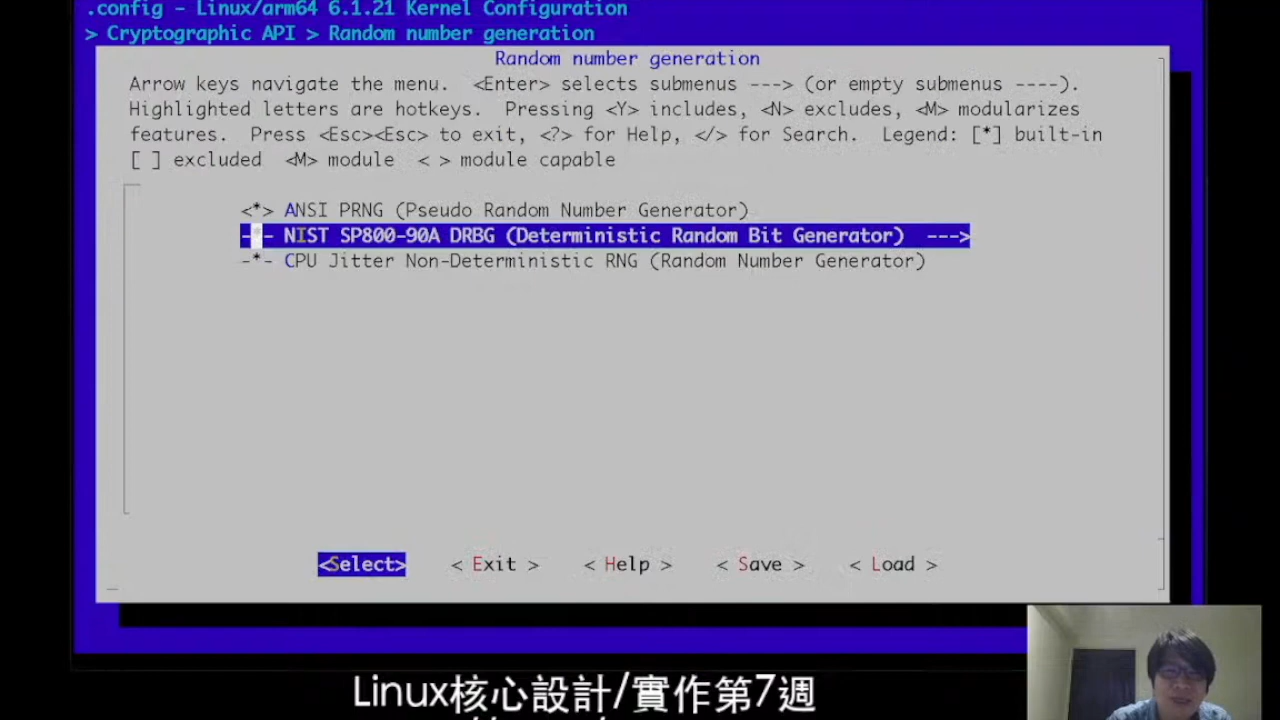 .config - Linux/arm64 6.1.21 Kernel Configuration
> Cryptographic API > Random number generation
Random number generation
Arrow keys navigate the menu.  <Enter> selects submenus ---> (or empty submenus ----).
Highlighted letters are hotkeys.  Pressing <Y> includes, <N> excludes, <M> modularizes
features.  Press <Esc><Esc> to exit, <?> for Help, </> for Search.  Legend: [*] built-in
[ ] excluded  <M> module  < > module capable
<*> ANSI PRNG (Pseudo Random Number Generator)
-*- NIST SP800-90A DRBG (Deterministic Random Bit Generator)  --->
-*- CPU Jitter Non-Deterministic RNG (Random Number Generator)
<Select>    < Exit >    < Help >    < Save >    < Load >
Linux核心設計/實作第7週